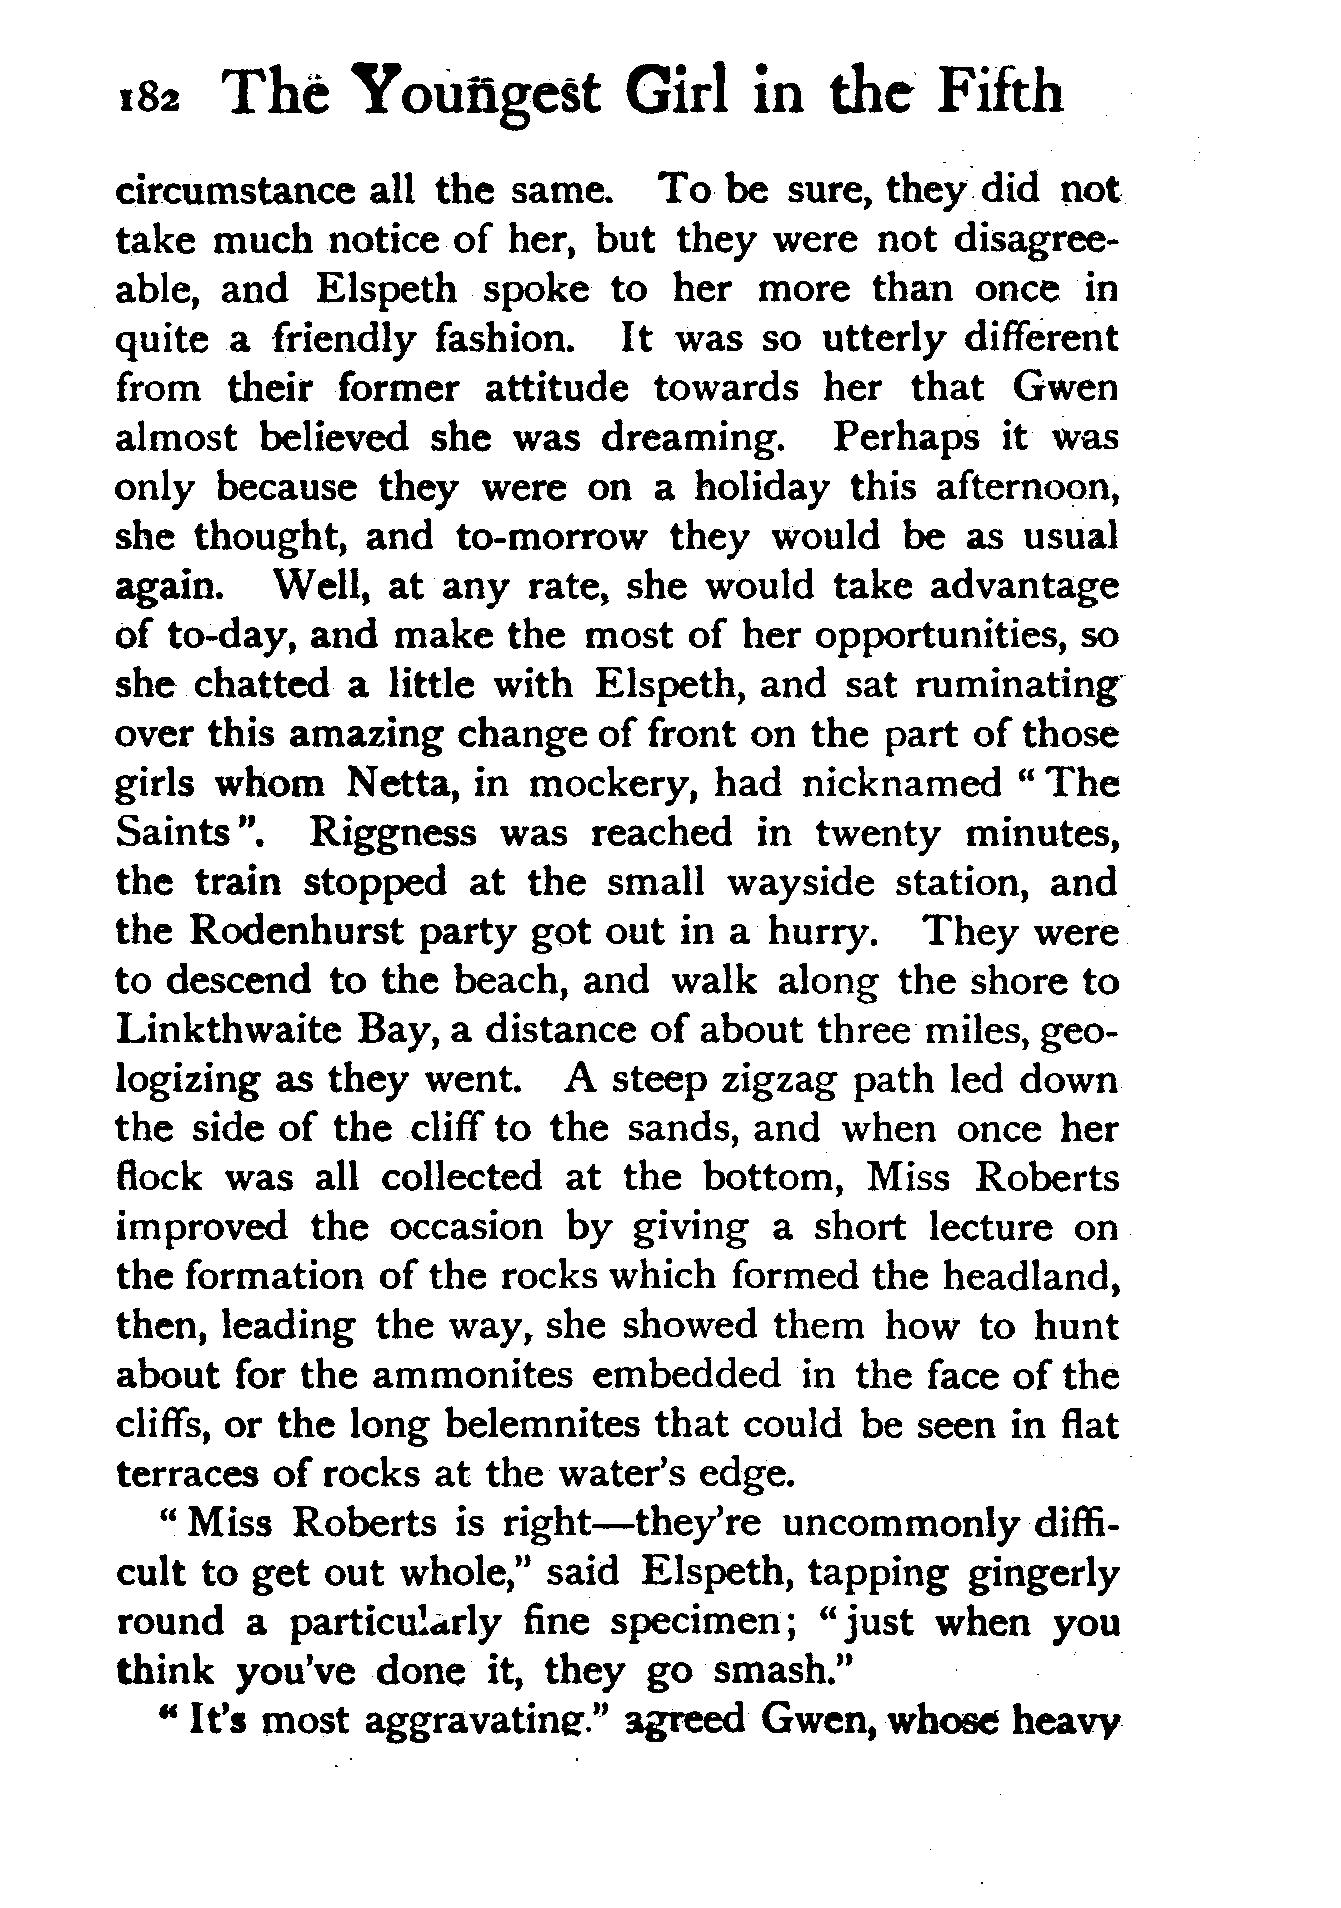 182 The Youngest Girl in the Fifth
circumstance all the same. To be sure, they did not
take much notice of her, but they were not disagree-
able, and Elspeth spoke to her more than once in
quite a friendly fashion. It was so utterly different
from their former attitude towards her that Gwen
almost believed she was dreaming. Perhaps it was
only because they were on a holiday this afternoon,
she thought, and to-morrow they would be as usual
again. Well, at any rate, she would take advantage
of to-day, and make the most of her opportunities, so
she chatted a little with Elspeth, and sat ruminating
over this amazing change of front on the part of those
girls whom Netta, in mockery, had nicknamed “The
Saints”. Riggness was reached in twenty minutes,
the train stopped at the small wayside station, and
the Rodenhurst party got out in a hurry. They were
to descend to the beach, and walk along the shore to
Linkthwaite Bay, a distance of about three miles, geo-
logizing as they went. A steep zigzag path led down
the side of the cliff to the sands, and when once her
flock was all collected at the bottom, Miss Roberts
improved the occasion by giving a short lecture on
the formation of the rocks which formed the headland,
then, leading the way, she showed them how to hunt
about for the ammonites embedded in the face of the
cliffs, or the long belemnites that could be seen in flat
terraces of rocks at the water's edge.
“Miss Roberts is right—they're uncommonly diffi-
cult to get out whole,” said Elspeth, tapping gingerly
round a particularly fine specimen; “just when you
think you've done it, they go smash.”
“It's most aggravating.” agreed Gwen, whose heavy